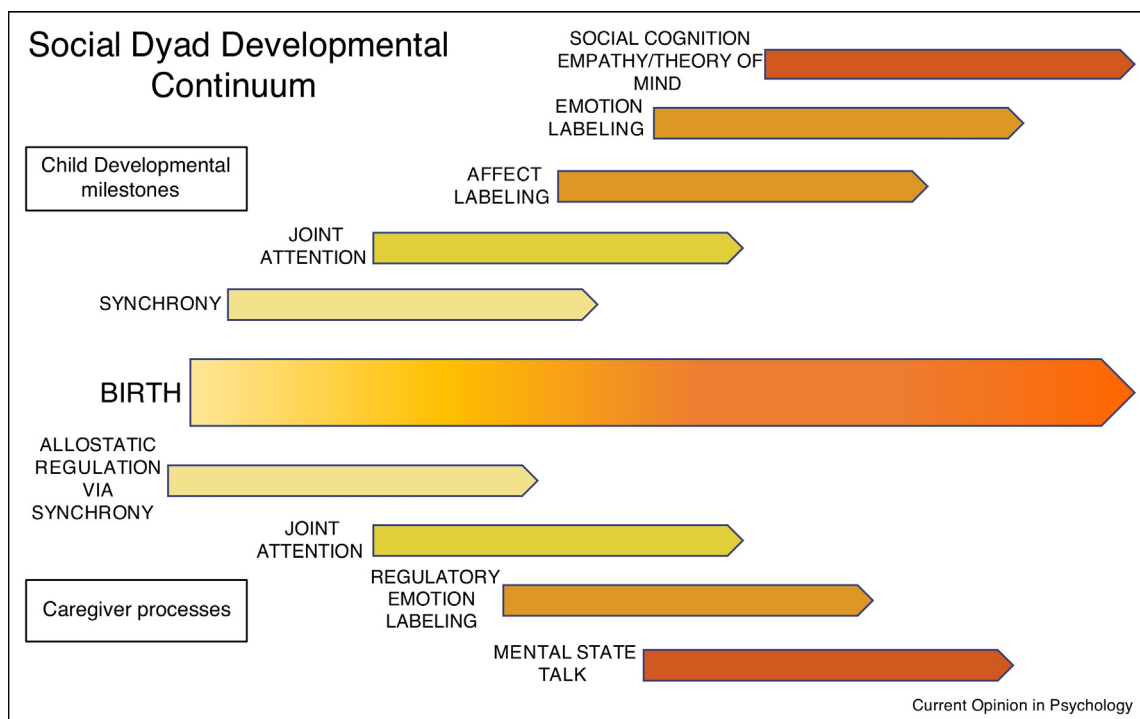 Social Dyad Developmental
Continuum
SOCIAL COGNITION
EMPATHY/THEORY OF
MIND
EMOTION
LABELING
Child Developmental
milestones
AFFECT
LABELING
JOINT
ATTENTION
SYNCHRONY
BIRTH
ALLOSTATIC
REGULATION
VIA
SYNCHRONY
JOINT
ATTENTION
Caregiver processes
REGULATORY
EMOTION
LABELING
MENTAL STATE
TALK
Current Opinion in Psychology